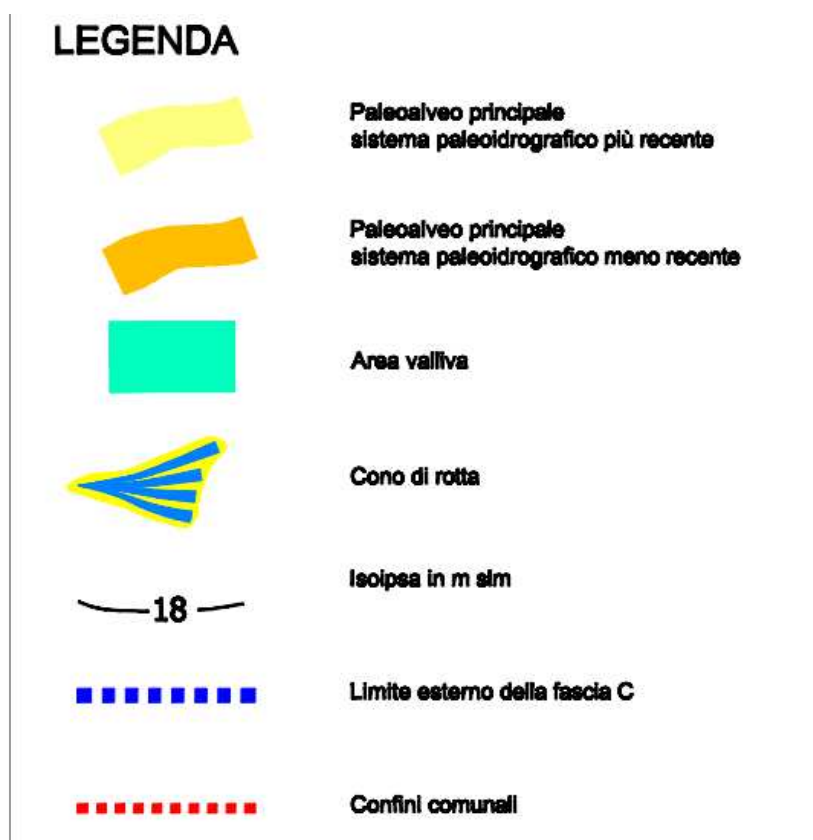 LEGENDA
Paleoalveo principale
sistema paleoidrografico più recente
Paleoalveo principale
sistema paleoidrografico meno recente
Area valliva
Cono di rotta
Isoipsa in m slm
18
Limite esterno della fascia C
Confini comunali